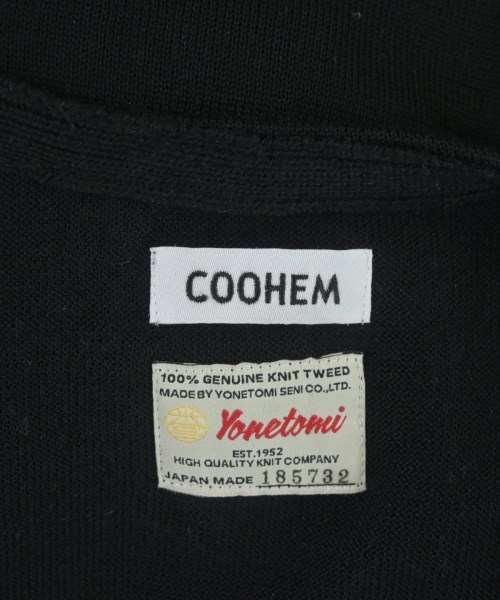 COOHEM
100% GENUINE KNIT TWEED
MADE BY YONETOMI SENI CO.,LTD.
Yonetomi
EST.1952
HIGH QUALITY KNIT COMPANY
JAPAN MADE 185732